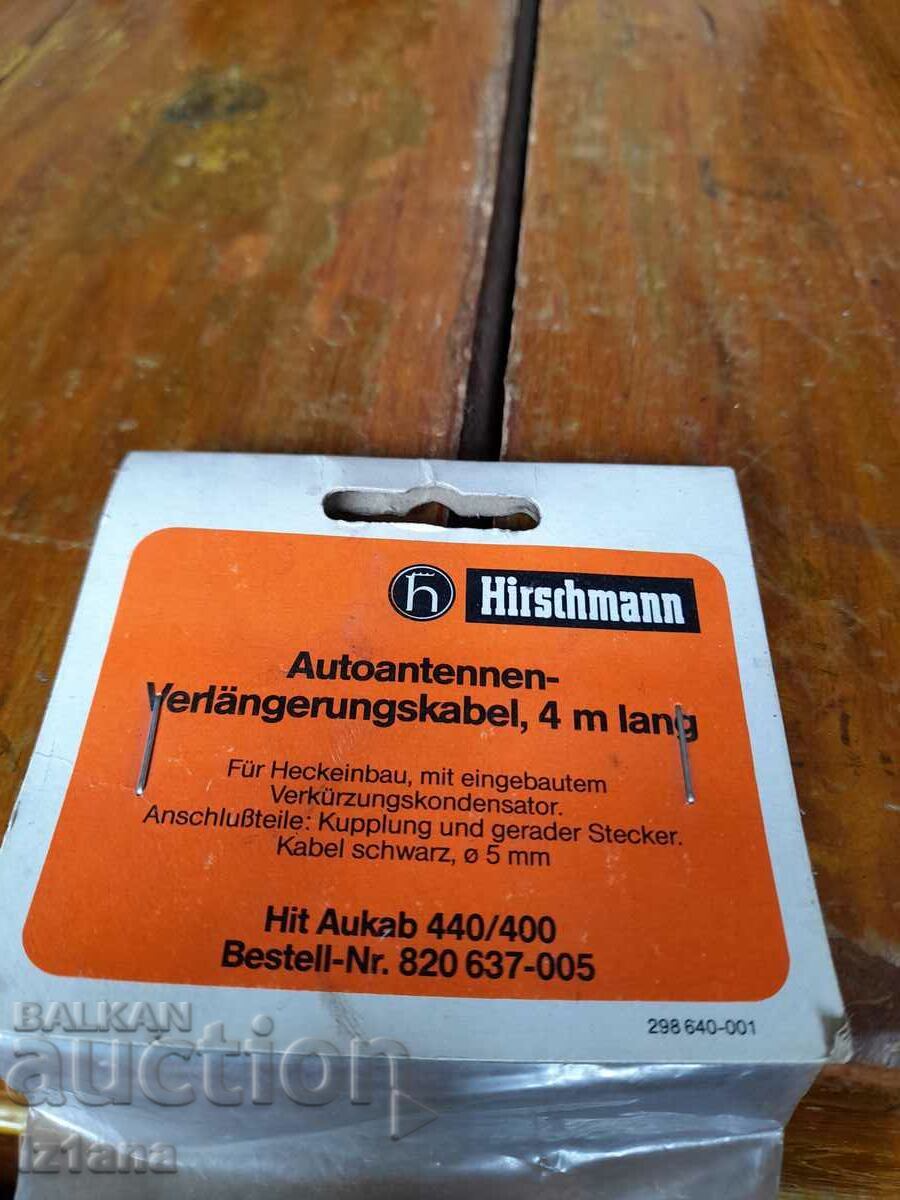 Hirschmann
Autoantennen-
Verlängerungskabel, 4 m lang
Für Heckeinbau, mit eingebautem
Verkürzungskondensator.
Anschlußteile: Kupplung und gerader Stecker.
Kabel schwarz, ø 5 mm
Hit Aukab 440/400
Bestell-Nr. 820 637-005
298 640-001
BALKAN
auction
iz1ana